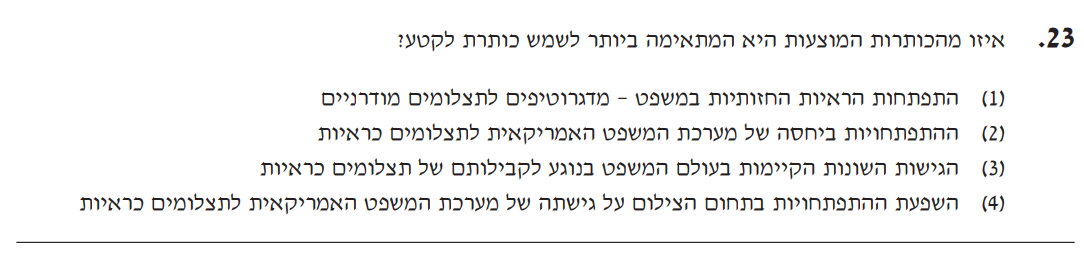 23. איזו מהכותרות המוצעות היא המתאימה ביותר לשמש כותרת לקטע?
(1) התפתחות הראיות החזותיות במשפט – מדגרוטיפים לתצלומים מודרניים
(2) ההתפתחויות ביחסה של מערכת המשפט האמריקאית לתצלומים כראיות
(3) הגישות השונות הקיימות בעולם המשפט בנוגע לקבילותם של תצלומים כראיות
(4) השפעת ההתפתחויות בתחום הצילום על גישתה של מערכת המשפט האמריקאית לתצלומים כראיות